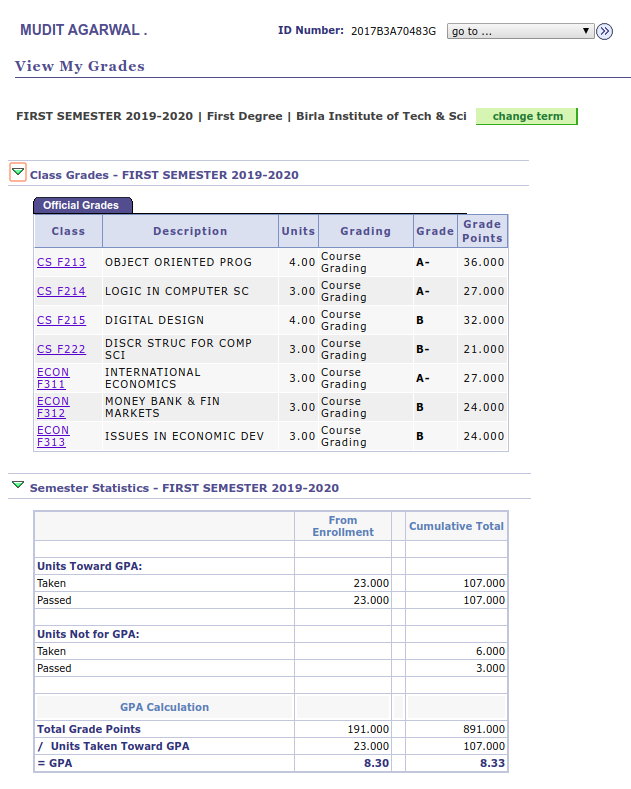 MUDIT AGARWAL .
ID Number: 2017B3A70483G go to ...
View My Grades
FIRST SEMESTER 2019-2020 | First Degree | Birla Institute of Tech & Sci change term
Class Grades - FIRST SEMESTER 2019-2020
Official Grades
Class Description Units Grading Grade Grade Points
CS F213 OBJECT ORIENTED PROG 4.00 Course Grading A- 36.000
CS F214 LOGIC IN COMPUTER SC 3.00 Course Grading A- 27.000
CS F215 DIGITAL DESIGN 4.00 Course Grading B 32.000
CS F222 DISCR STRUC FOR COMP SCI 3.00 Course Grading B- 21.000
ECON F311 INTERNATIONAL ECONOMICS 3.00 Course Grading A- 27.000
ECON F312 MONEY BANK & FIN MARKETS 3.00 Course Grading B 24.000
ECON F313 ISSUES IN ECONOMIC DEV 3.00 Course Grading B 24.000
Semester Statistics - FIRST SEMESTER 2019-2020
From Enrollment Cumulative Total
Units Toward GPA:
Taken 23.000 107.000
Passed 23.000 107.000
Units Not for GPA:
Taken 6.000
Passed 3.000
GPA Calculation
Total Grade Points 191.000 891.000
/ Units Taken Toward GPA 23.000 107.000
= GPA 8.30 8.33